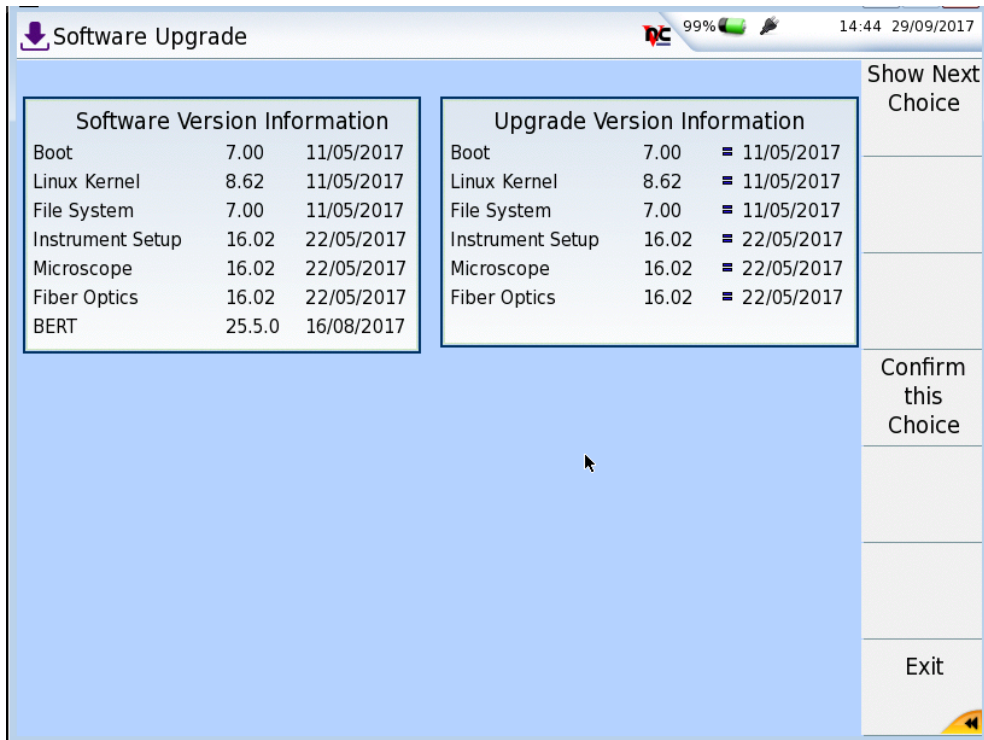 Software Upgrade
99%
14:44 29/09/2017
Software Version Information
Boot 7.00 11/05/2017
Linux Kernel 8.62 11/05/2017
File System 7.00 11/05/2017
Instrument Setup 16.02 22/05/2017
Microscope 16.02 22/05/2017
Fiber Optics 16.02 22/05/2017
BERT 25.5.0 16/08/2017
Upgrade Version Information
Boot 7.00 = 11/05/2017
Linux Kernel 8.62 = 11/05/2017
File System 7.00 = 11/05/2017
Instrument Setup 16.02 = 22/05/2017
Microscope 16.02 = 22/05/2017
Fiber Optics 16.02 = 22/05/2017
Show Next
Choice
Confirm
this
Choice
Exit